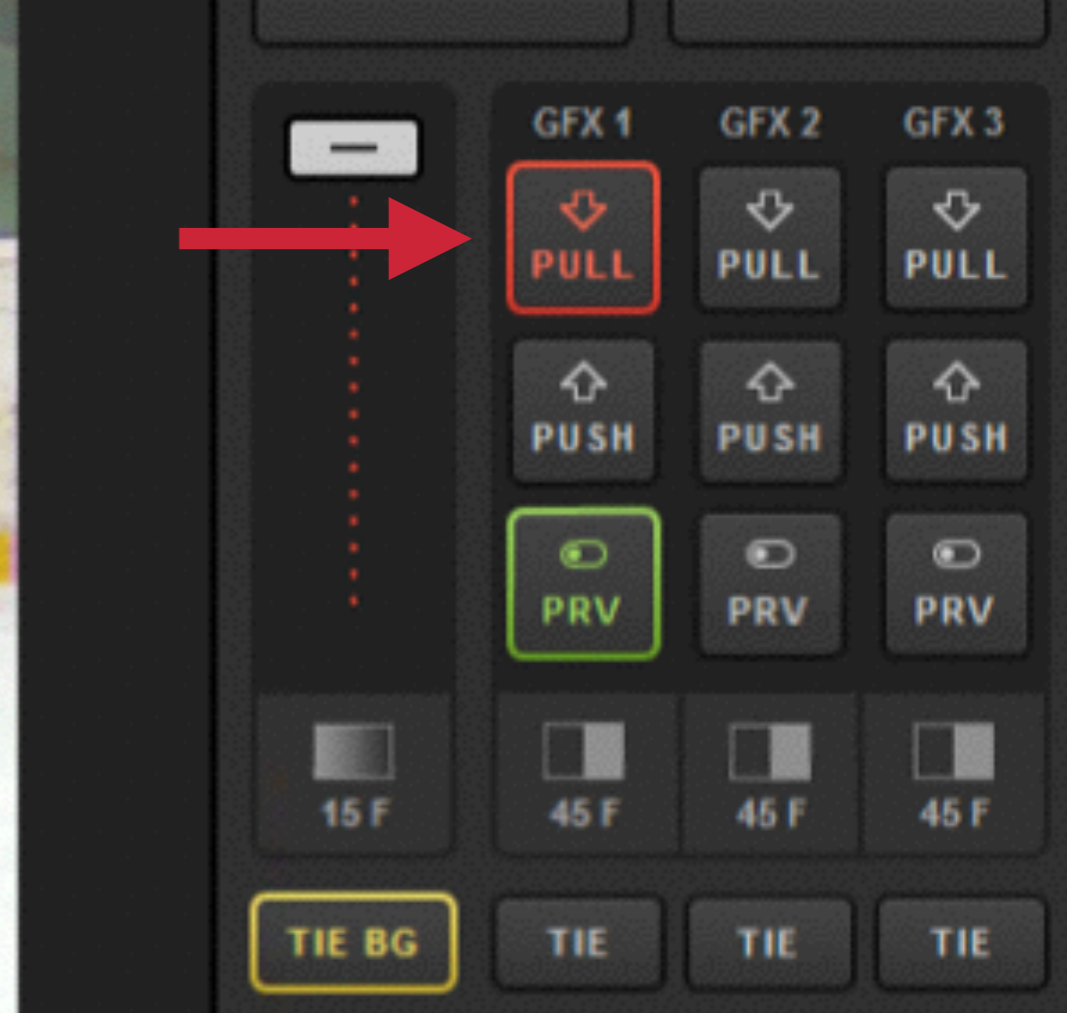 GFX 1 GFX 2 GFX 3
PULL PULL PULL
PUSH PUSH PUSH
PRV PRV PRV
15 F 45 F 45 F 45 F
TIE BG TIE TIE TIE